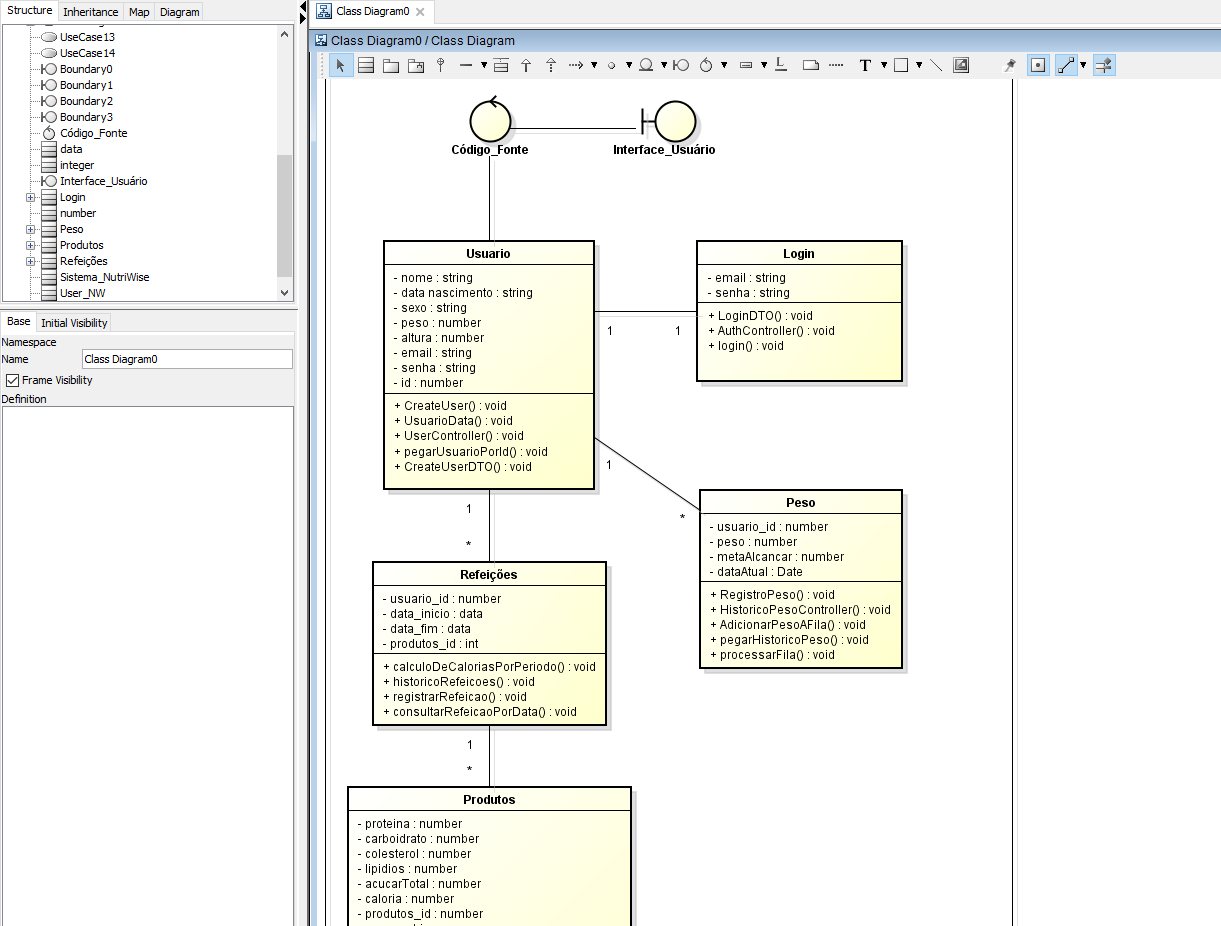 Structure Inheritance Map Diagram
UseCase13
UseCase14
Boundary0
Boundary1
Boundary2
Boundary3
Código_Fonte
data
integer
Interface_Usuário
Login
number
Peso
Produtos
Refeições
Sistema_NutriWise
User_NW
Base Initial Visibility
Namespace
Name Class Diagram0
Frame Visibility
Definition
Class Diagram0
Class Diagram0 / Class Diagram
T
Código_Fonte
Interface_Usuário
Usuario
- nome : string
- data nascimento : string
- sexo : string
- peso : number
- altura : number
- email : string
- senha : string
- id : number
+ CreateUser() : void
+ UsuarioData() : void
+ UserController() : void
+ pegarUsuarioPorId() : void
+ CreateUserDTO() : void
1 1
Login
- email : string
- senha : string
+ LoginDTO() : void
+ AuthController() : void
+ login() : void
1
*
Peso
- usuario_id : number
- peso : number
- metaAlcancar : number
- dataAtual : Date
+ RegistroPeso() : void
+ HistoricoPesoController() : void
+ AdicionarPesoAFila() : void
+ pegarHistoricoPeso() : void
+ processarFila() : void
1
*
Refeições
- usuario_id : number
- data_inicio : data
- data_fim : data
- produtos_id : int
+ calculoDeCaloriasPorPeriodo() : void
+ historicoRefeicoes() : void
+ registrarRefeicao() : void
+ consultarRefeicaoPorData() : void
1
*
Produtos
- proteina : number
- carboidrato : number
- colesterol : number
- lipidios : number
- acucarTotal : number
- caloria : number
- produtos_id : number